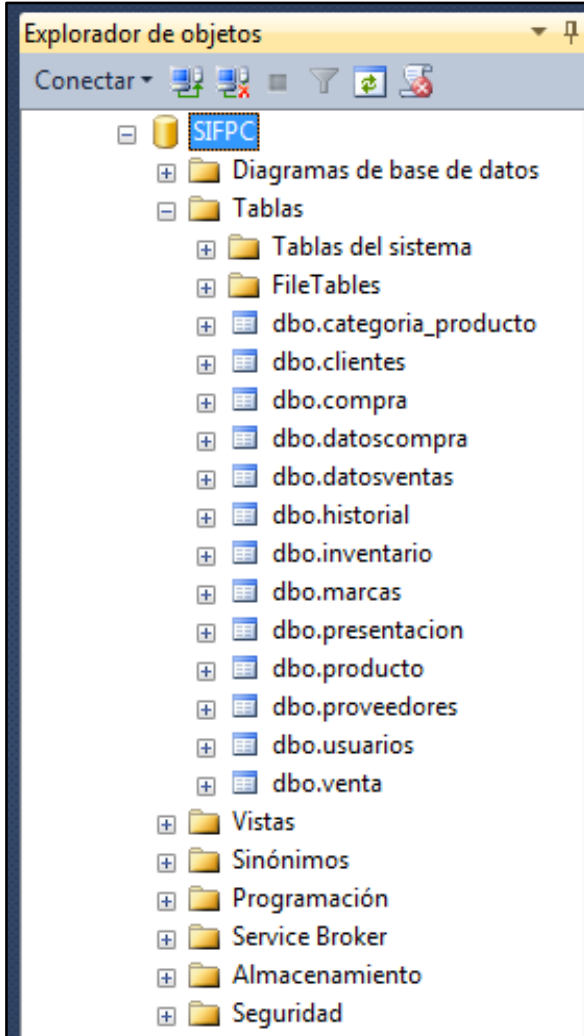 Explorador de objetos
Conectar
SIFPC
Diagramas de base de datos
Tablas
Tablas del sistema
FileTables
dbo.categoria_producto
dbo.clientes
dbo.compra
dbo.datoscompra
dbo.datosventas
dbo.historial
dbo.inventario
dbo.marcas
dbo.presentacion
dbo.producto
dbo.proveedores
dbo.usuarios
dbo.venta
Vistas
Sinónimos
Programación
Service Broker
Almacenamiento
Seguridad